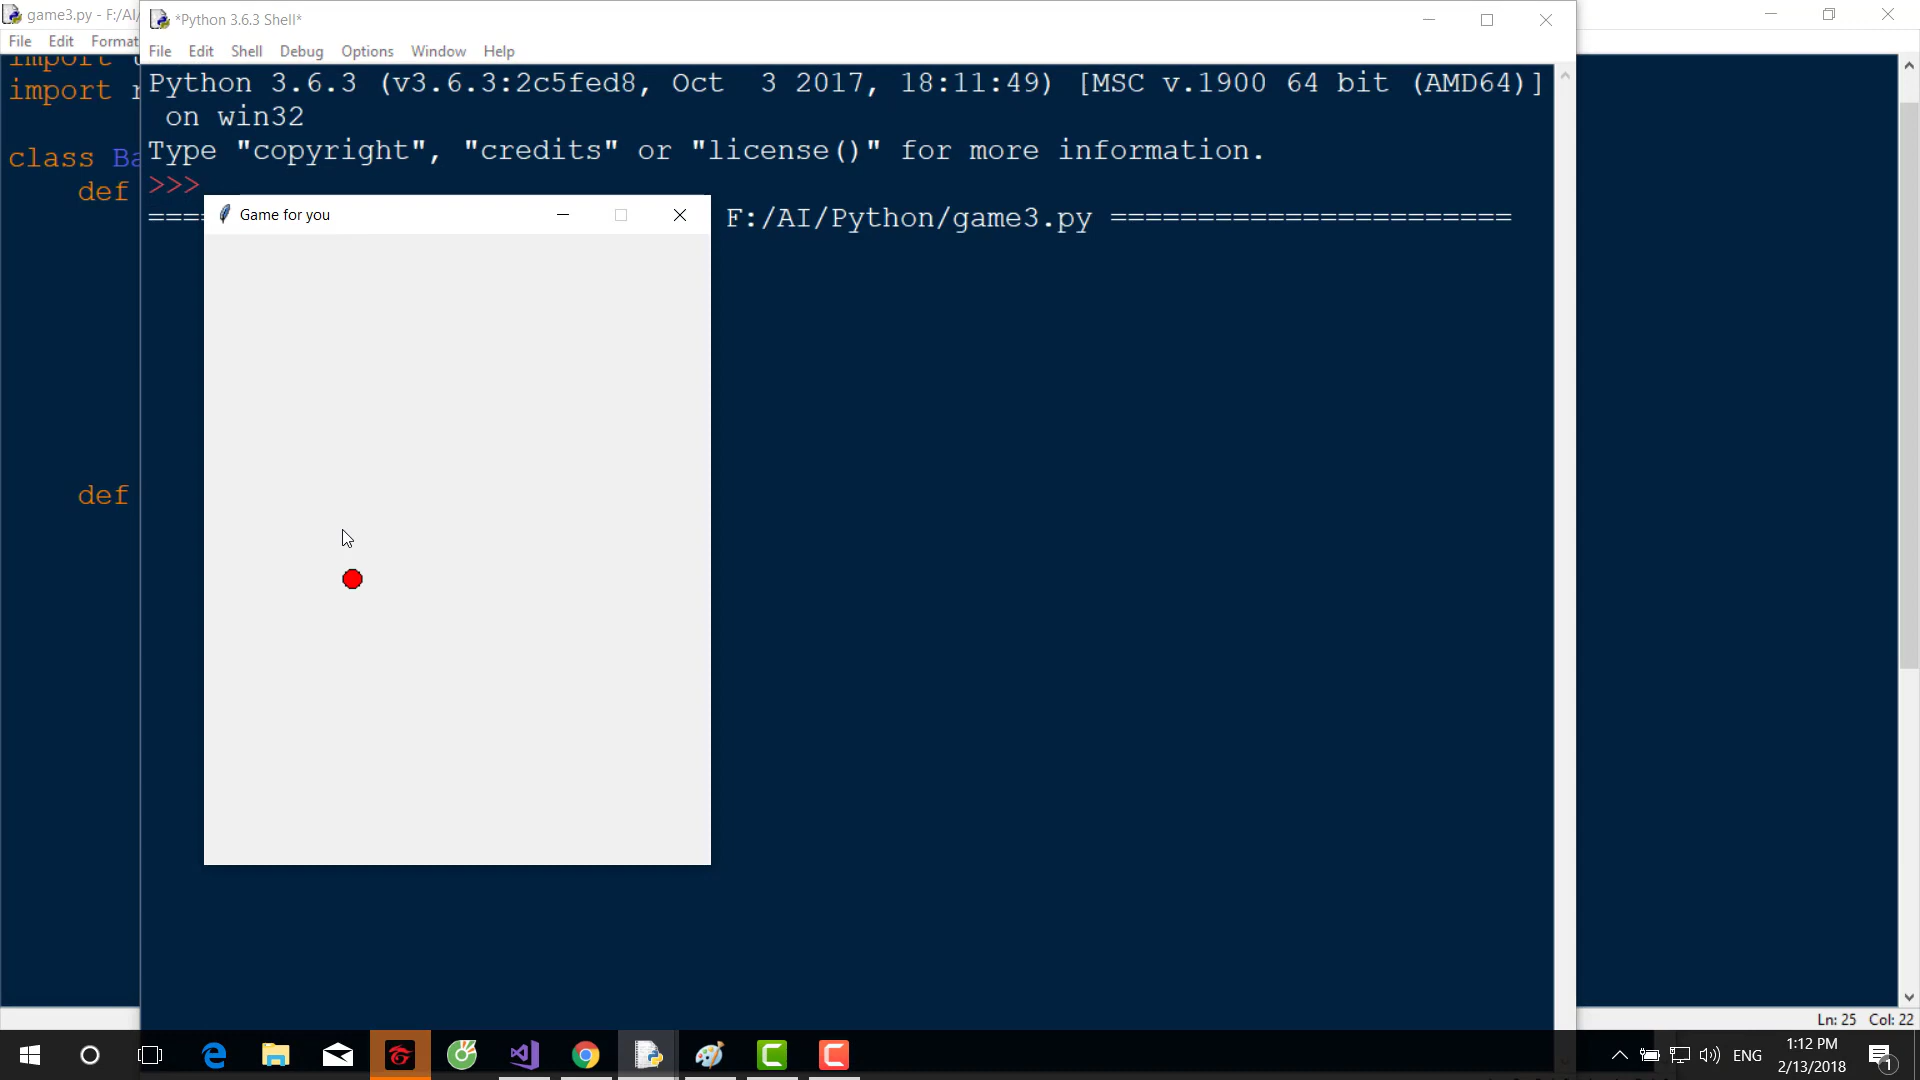 game3.py - F:/AI/
File Edit Format
import
import r
class Ba
def
def
*Python 3.6.3 Shell*
File Edit Shell Debug Options Window Help
Python 3.6.3 (v3.6.3:2c5fed8, Oct  3 2017, 18:11:49) [MSC v.1900 64 bit (AMD64)]
on win32
Type "copyright", "credits" or "license()" for more information.
>>>
==== F:/AI/Python/game3.py =======================
Game for you
Ln: 25 Col: 22
ENG
1:12 PM
2/13/2018
1